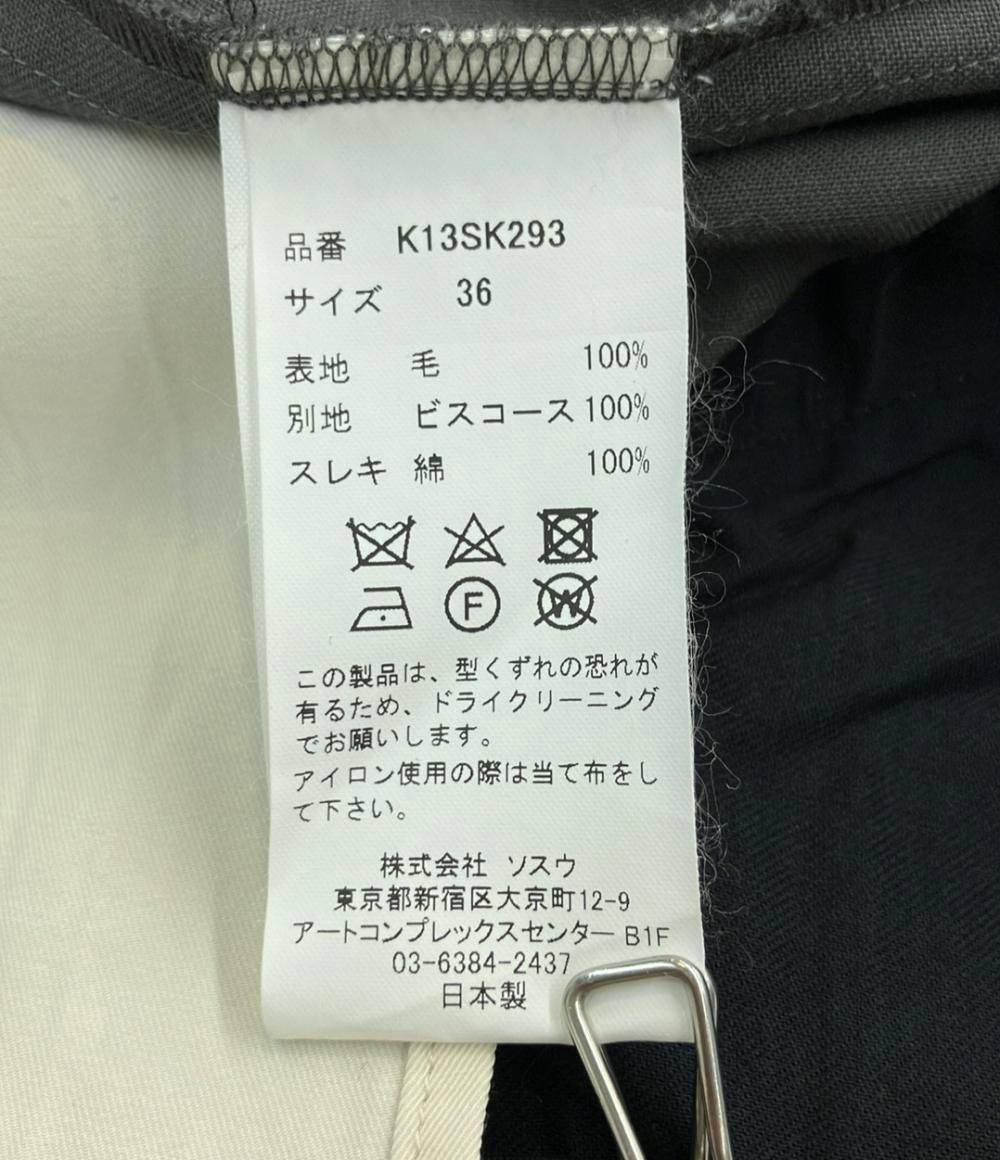 品番 K13SK293
サイズ 36
表地 毛 100%
別地 ビスコース 100%
スレキ 綿 100%
F W
この製品は、型くずれの恐れが
有るため、ドライクリーニング
でお願いします。
アイロン使用の際は当て布をし
て下さい。
株式会社 ソスウ
東京都新宿区大京町12-9
アートコンプレックスセンター B1F
03-6384-2437
日本製